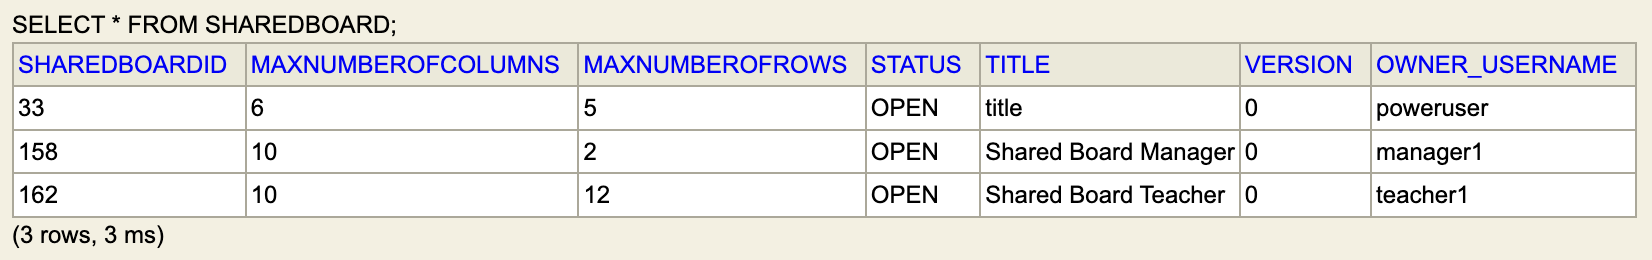 SELECT * FROM SHAREDBOARD;
SHAREDBOARDID MAXNUMBEROFCOLUMNS MAXNUMBEROFROWS STATUS TITLE VERSION OWNER_USERNAME
33 6 5 OPEN title 0 poweruser
158 10 2 OPEN Shared Board Manager 0 manager1
162 10 12 OPEN Shared Board Teacher 0 teacher1
(3 rows, 3 ms)